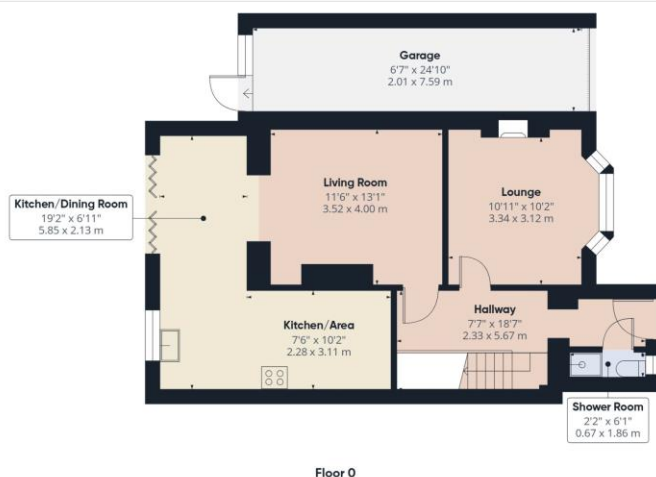 Garage
6'7" x 24'10"
2.01 x 7.59 m
Kitchen/Dining Room
19'2" x 6'11"
5.85 x 2.13 m
Living Room
11'6" x 13'1"
3.52 x 4.00 m
Lounge
10'11" x 10'2"
3.34 x 3.12 m
Kitchen/Area
7'6" x 10'2"
2.28 x 3.11 m
Hallway
7'7" x 18'7"
2.33 x 5.67 m
Shower Room
2'2" x 6'1"
0.67 x 1.86 m
Floor 0